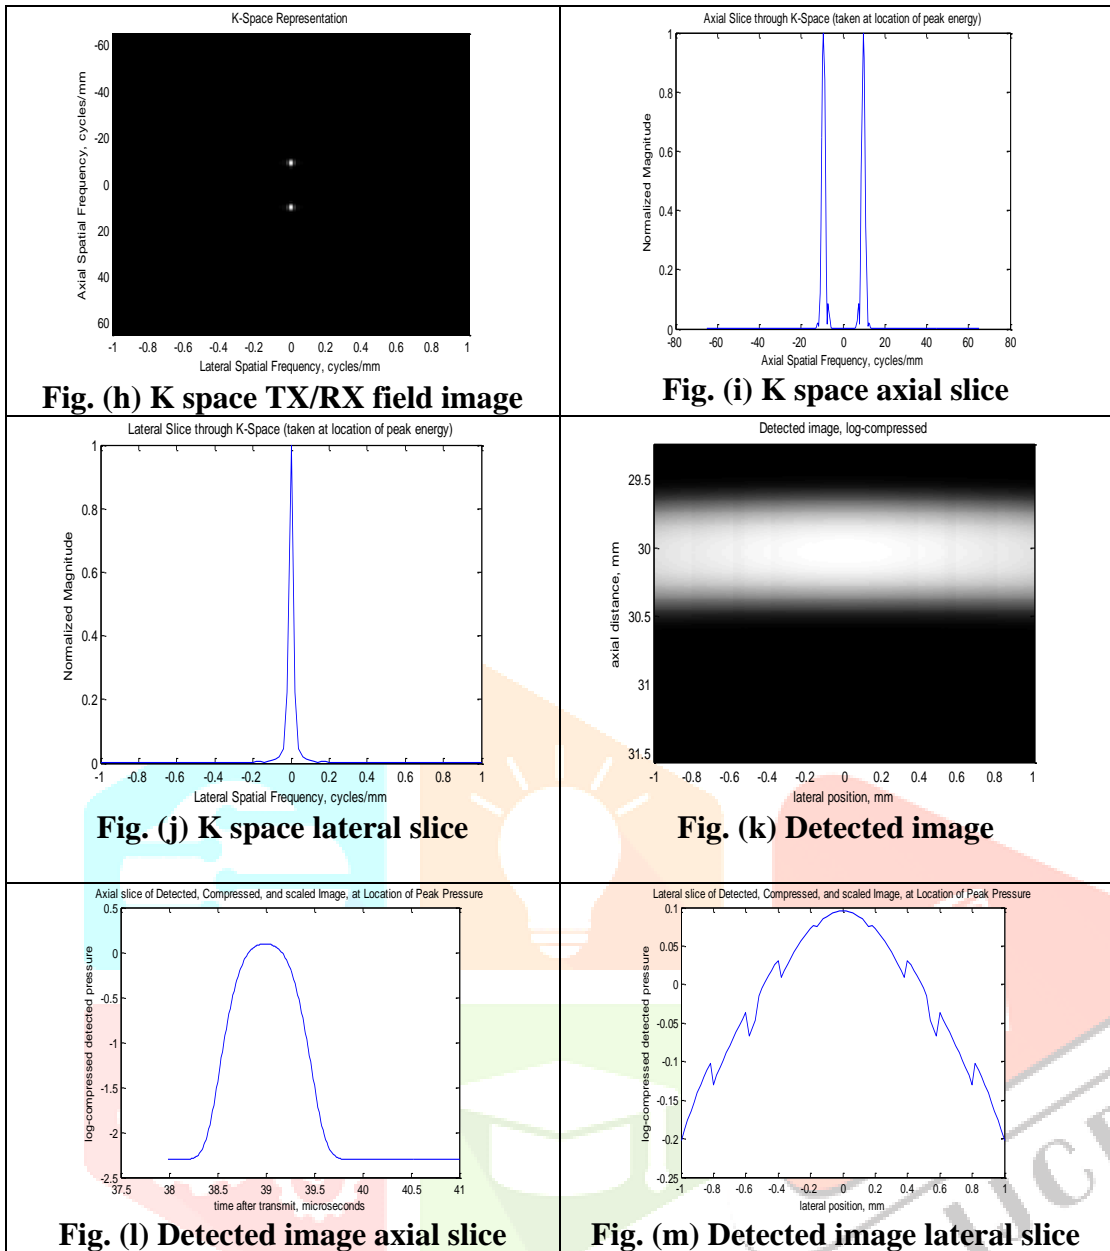 K-Space Representation
Axial Spatial Frequency, cycles/mm
-60
-40
-20
0
20
40
60
-1 -0.8 -0.6 -0.4 -0.2 0 0.2 0.4 0.6 0.8 1
Lateral Spatial Frequency, cycles/mm
Fig. (h) K space TX/RX field image
Axial Slice through K-Space (taken at location of peak energy)
Normalized Magnitude
1
0.8
0.6
0.4
0.2
0
-80 -60 -40 -20 0 20 40 60 80
Axial Spatial Frequency, cycles/mm
Fig. (i) K space axial slice
Lateral Slice through K-Space (taken at location of peak energy)
Normalized Magnitude
1
0.8
0.6
0.4
0.2
0
-1 -0.8 -0.6 -0.4 -0.2 0 0.2 0.4 0.6 0.8 1
Lateral Spatial Frequency, cycles/mm
Fig. (j) K space lateral slice
Detected image, log-compressed
axial distance, mm
29.5
30
30.5
31
31.5
-1 -0.8 -0.6 -0.4 -0.2 0 0.2 0.4 0.6 0.8 1
lateral position, mm
Fig. (k) Detected image
Axial slice of Detected, Compressed, and scaled Image, at Location of Peak Pressure
log-compressed detected pressure
0.5
0
-0.5
-1
-1.5
-2
-2.5
37.5 38 38.5 39 39.5 40 40.5 41
time after transmit, microseconds
Fig. (l) Detected image axial slice
Lateral slice of Detected, Compressed, and scaled Image, at Location of Peak Pressure
log-compressed detected pressure
0.1
0.05
0
-0.05
-0.1
-0.15
-0.2
-0.25
-1 -0.8 -0.6 -0.4 -0.2 0 0.2 0.4 0.6 0.8 1
lateral position, mm
Fig. (m) Detected image lateral slice